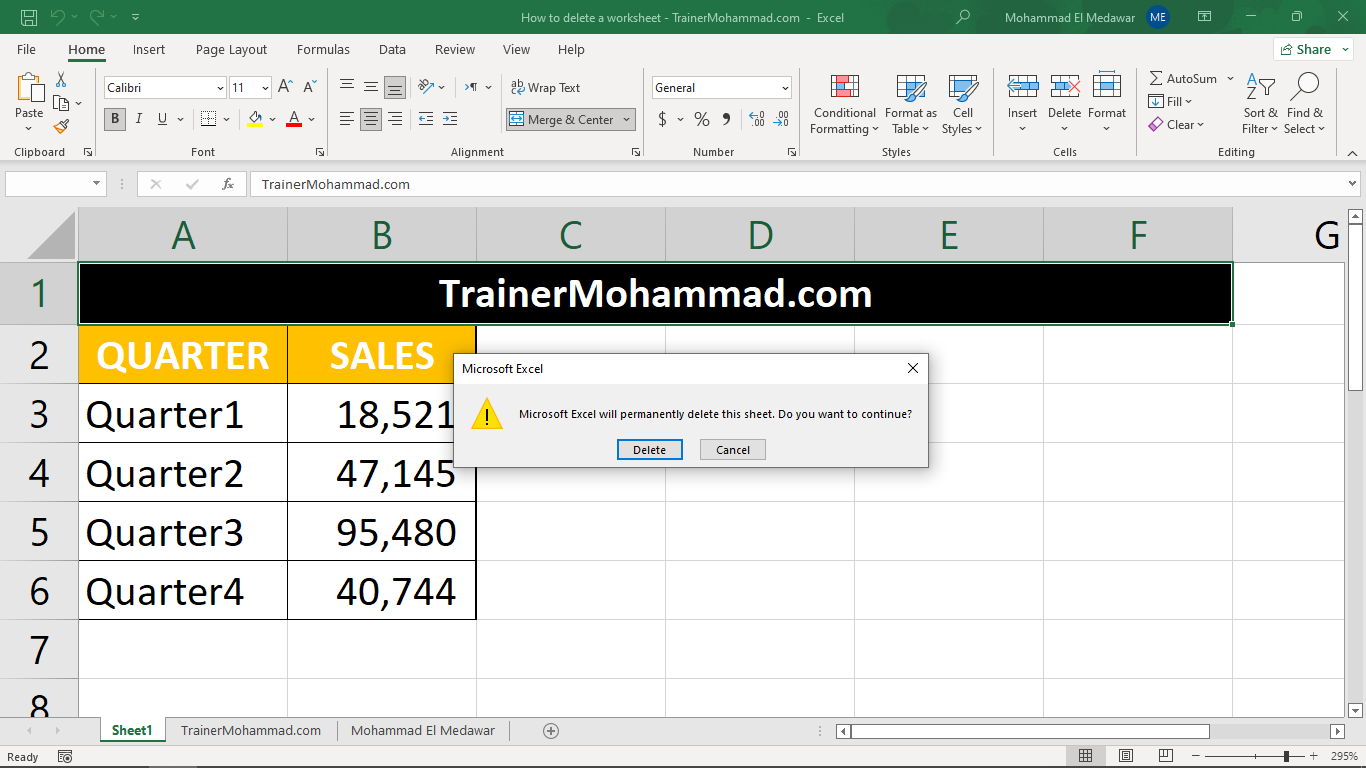 How to delete a worksheet - TrainerMohammad.com - Excel
Mohammad El Medawar ME
File Home Insert Page Layout Formulas Data Review View Help Share
Paste
Clipboard
Calibri 11
B I U A
Font
Wrap Text
Merge & Center
Alignment
General
$ % ,
Number
Conditional Formatting
Format as Table
Cell Styles
Styles
Insert
Delete
Format
Cells
AutoSum
Fill
Clear
Sort & Filter
Find & Select
Editing
fx TrainerMohammad.com
A B C D E F G
1 TrainerMohammad.com
2 QUARTER SALES
3 Quarter1 18,521
4 Quarter2 47,145
5 Quarter3 95,480
6 Quarter4 40,744
7
8
Microsoft Excel
Microsoft Excel will permanently delete this sheet. Do you want to continue?
Delete Cancel
Sheet1 TrainerMohammad.com Mohammad El Medawar
Ready 295%